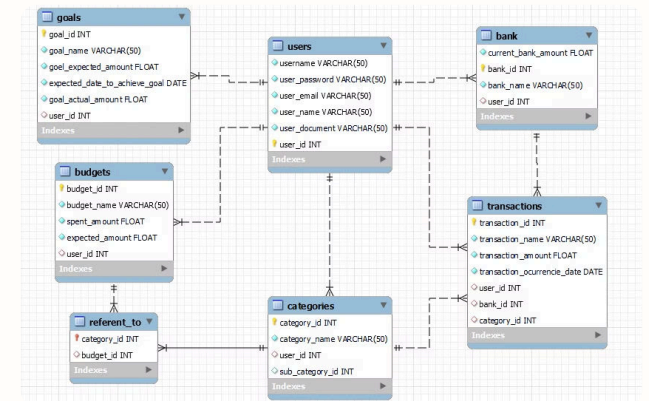 goals
goal_id INT
goal_name VARCHAR(50)
goel_expected_amount FLOAT
expected_date_to_achieve_goal DATE
goal_actual_amount FLOAT
user_id INT
Indexes
users
username VARCHAR(50)
user_password VARCHAR(50)
user_email VARCHAR(50)
user_name VARCHAR(50)
user_document VARCHAR(50)
user_id INT
Indexes
bank
current_bank_amount FLOAT
bank_id INT
bank_name VARCHAR(50)
user_id INT
Indexes
budgets
budget_id INT
budget_name VARCHAR(50)
spent_amount FLOAT
expected_amount FLOAT
user_id INT
Indexes
transactions
transaction_id INT
transaction_name VARCHAR(50)
transaction_amount FLOAT
transaction_ocurrencie_date DATE
user_id INT
bank_id INT
category_id INT
Indexes
referent_to
category_id INT
budget_id INT
Indexes
categories
category_id INT
category_name VARCHAR(50)
user_id INT
sub_category_id INT
Indexes